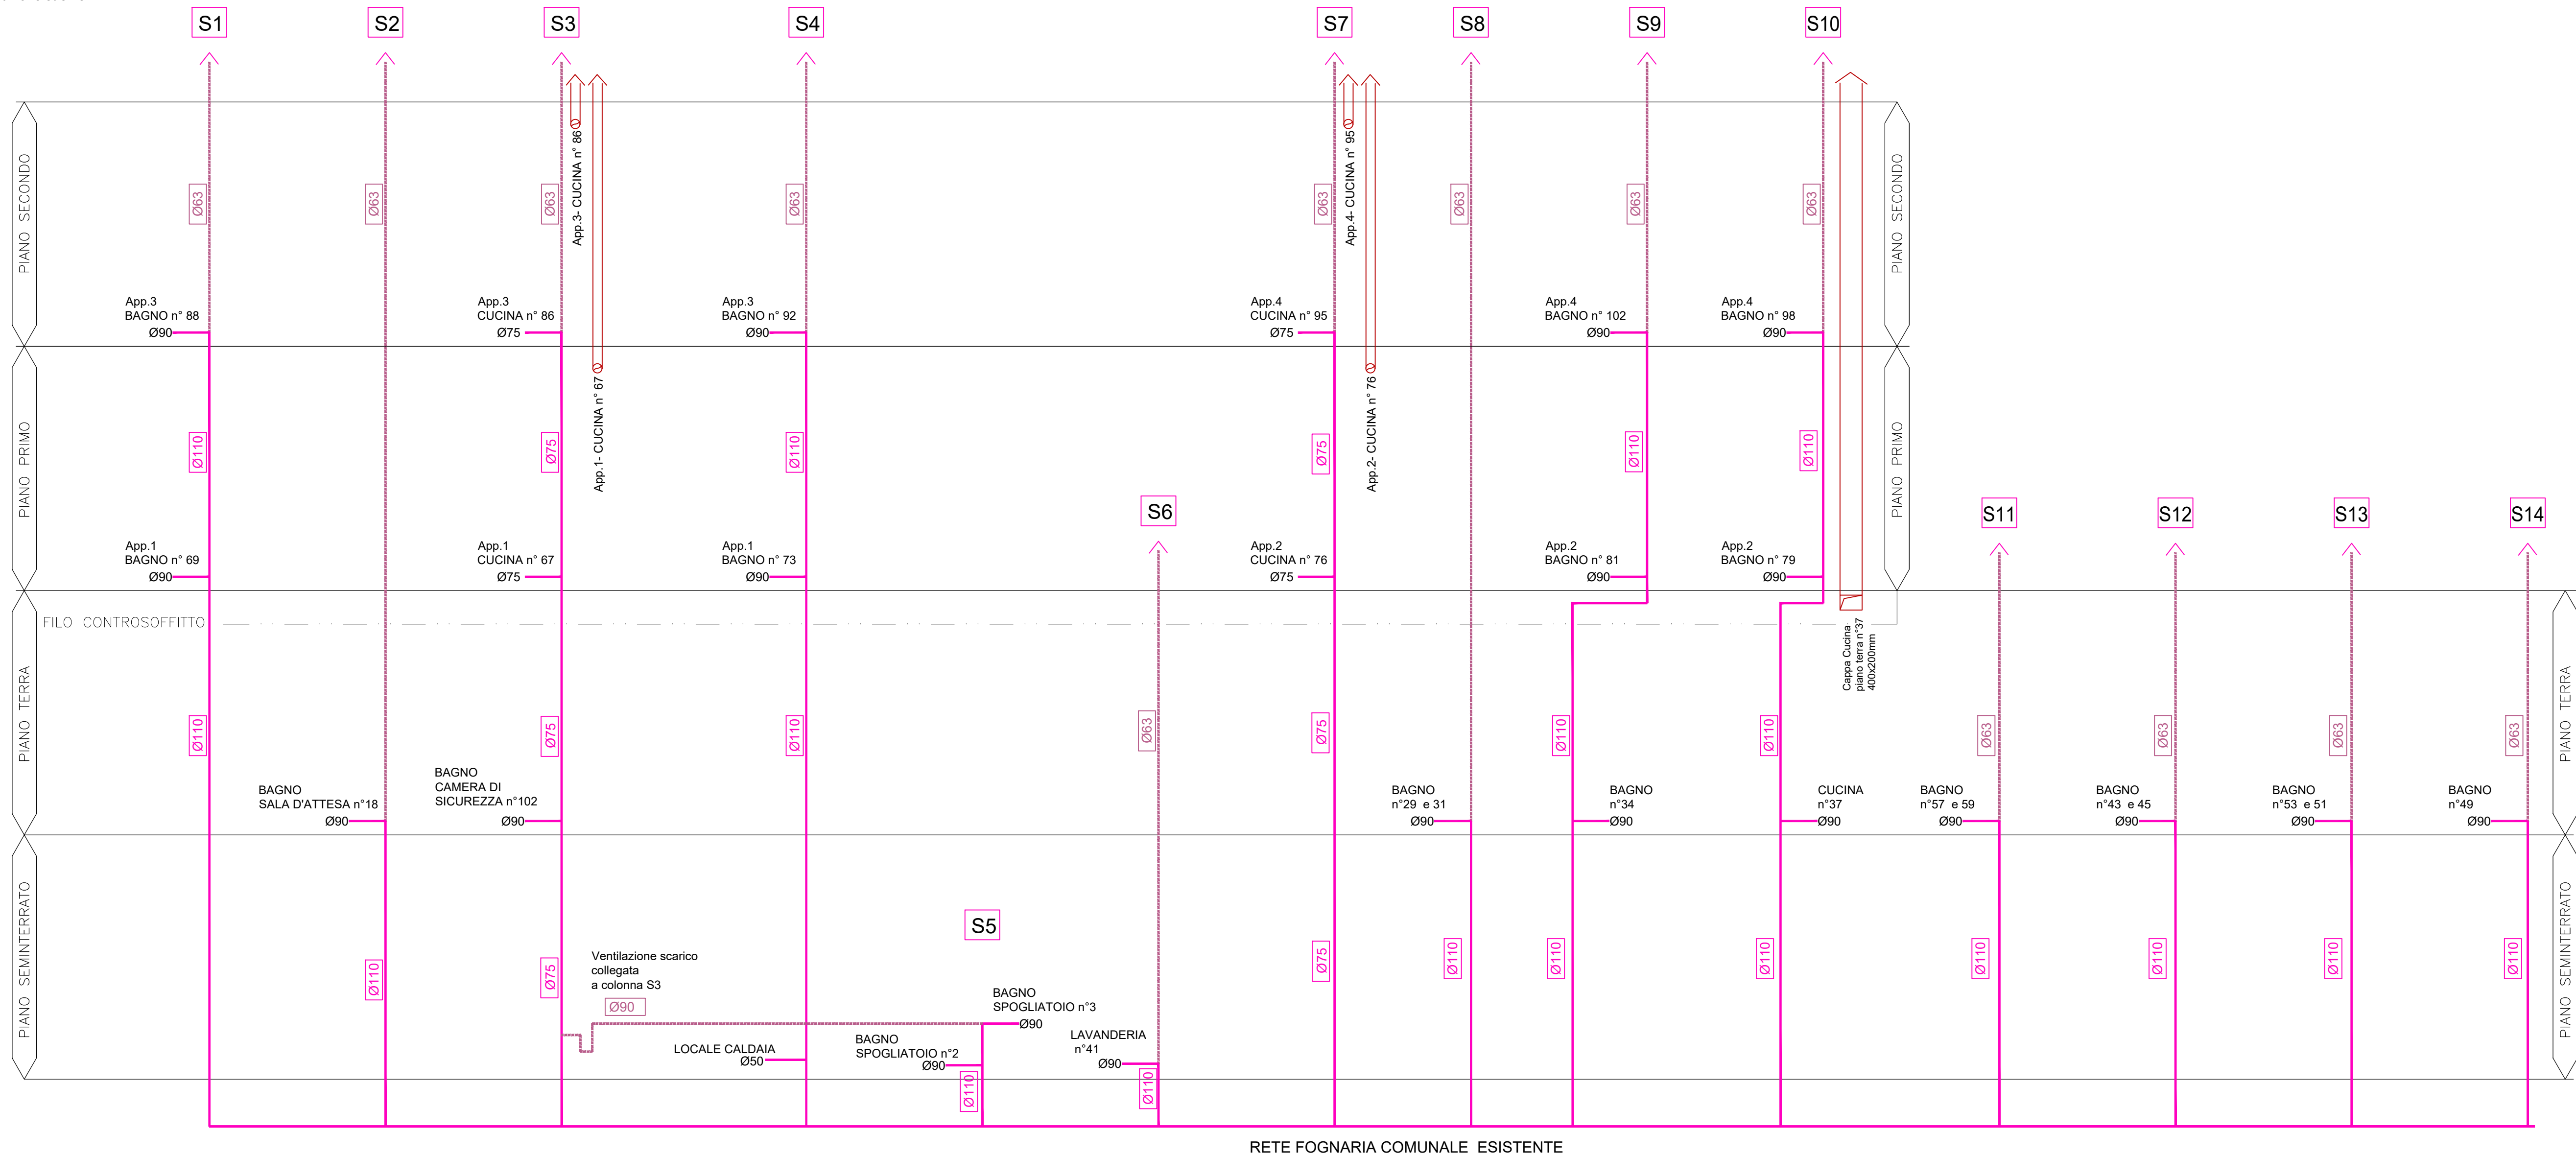 S1
S2
S3
S4
S7
S8
S9
S10
PIANO SECONDO
Ø63
Ø63
Ø63
App.3- CUCINA n° 86
Ø63
Ø63
App.4- CUCINA n° 95
Ø63
Ø63
Ø63
PIANO SECONDO
App.3
BAGNO n° 88
Ø90
App.3
CUCINA n° 86
Ø75
App.3
BAGNO n° 92
Ø90
App.4
CUCINA n° 95
Ø75
App.4
BAGNO n° 102
Ø90
App.4
BAGNO n° 98
Ø90
PIANO PRIMO
Ø110
Ø75
App.1- CUCINA n° 67
Ø110
Ø75
App.2- CUCINA n° 76
Ø110
Ø110
PIANO PRIMO
S6
S11
S12
S13
S14
App.1
BAGNO n° 69
Ø90
App.1
CUCINA n° 67
Ø75
App.1
BAGNO n° 73
Ø90
App.2
CUCINA n° 76
Ø75
App.2
BAGNO n° 81
Ø90
App.2
BAGNO n° 79
Ø90
FILO CONTROSOFFITTO
Cappa Cucina
piano terra n°37
400x200mm
PIANO TERRA
Ø110
Ø75
Ø110
Ø63
Ø75
Ø110
Ø110
Ø63
Ø63
Ø63
Ø63
PIANO TERRA
BAGNO
SALA D'ATTESA n°18
Ø90
BAGNO
CAMERA DI
SICUREZZA n°102
Ø90
BAGNO
n°29 e 31
Ø90
BAGNO
n°34
Ø90
CUCINA
n°37
Ø90
BAGNO
n°57 e 59
Ø90
BAGNO
n°43 e 45
Ø90
BAGNO
n°53 e 51
Ø90
BAGNO
n°49
Ø90
PIANO SEMINTERRATO
Ø110
Ø75
Ventilazione scarico
collegata
a colonna S3
Ø90
S5
Ø75
Ø110
Ø110
Ø110
Ø110
Ø110
Ø110
Ø110
PIANO SEMINTERRATO
LOCALE CALDAIA
Ø50
BAGNO
SPOGLIATOIO n°2
Ø90
BAGNO
SPOGLIATOIO n°3
Ø90
Ø110
LAVANDERIA
n°41
Ø90
Ø110
RETE FOGNARIA COMUNALE ESISTENTE